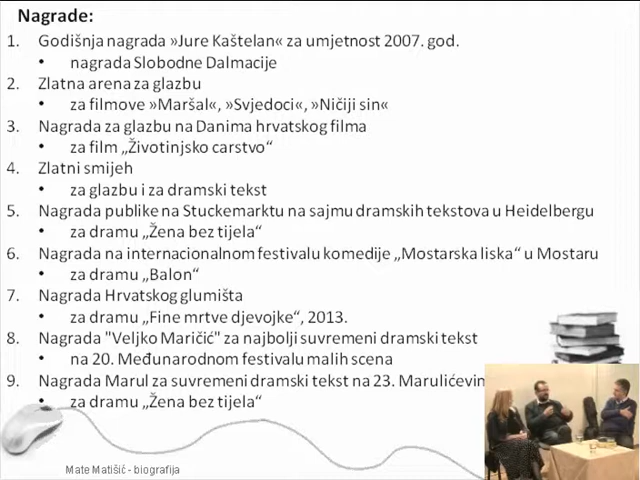 Nagrade:
1. Godišnja nagrada »Jure Kaštelan« za umjetnost 2007. god.
• nagrada Slobodne Dalmacije
2. Zlatna arena za glazbu
• za filmove »Maršal«, »Svjedoci«, »Ničiji sin«
3. Nagrada za glazbu na Danima hrvatskog filma
• za film „Životinjsko carstvo“
4. Zlatni smijeh
• za glazbu i za dramski tekst
5. Nagrada publike na Stuckemarktu na sajmu dramskih tekstova u Heidelbergu
• za dramu „Žena bez tijela“
6. Nagrada na internacionalnom festivalu komedije „Mostarska liska“ u Mostaru
• za dramu „Balon“
7. Nagrada Hrvatskog glumišta
• za dramu „Fine mrtve djevojke“, 2013.
8. Nagrada "Veljko Maričić" za najbolji suvremeni dramski tekst
• na 20. Međunarodnom festivalu malih scena
9. Nagrada Marul za suvremeni dramski tekst na 23. Marulićevim
• za dramu „Žena bez tijela“
Mate Matišić - biografija